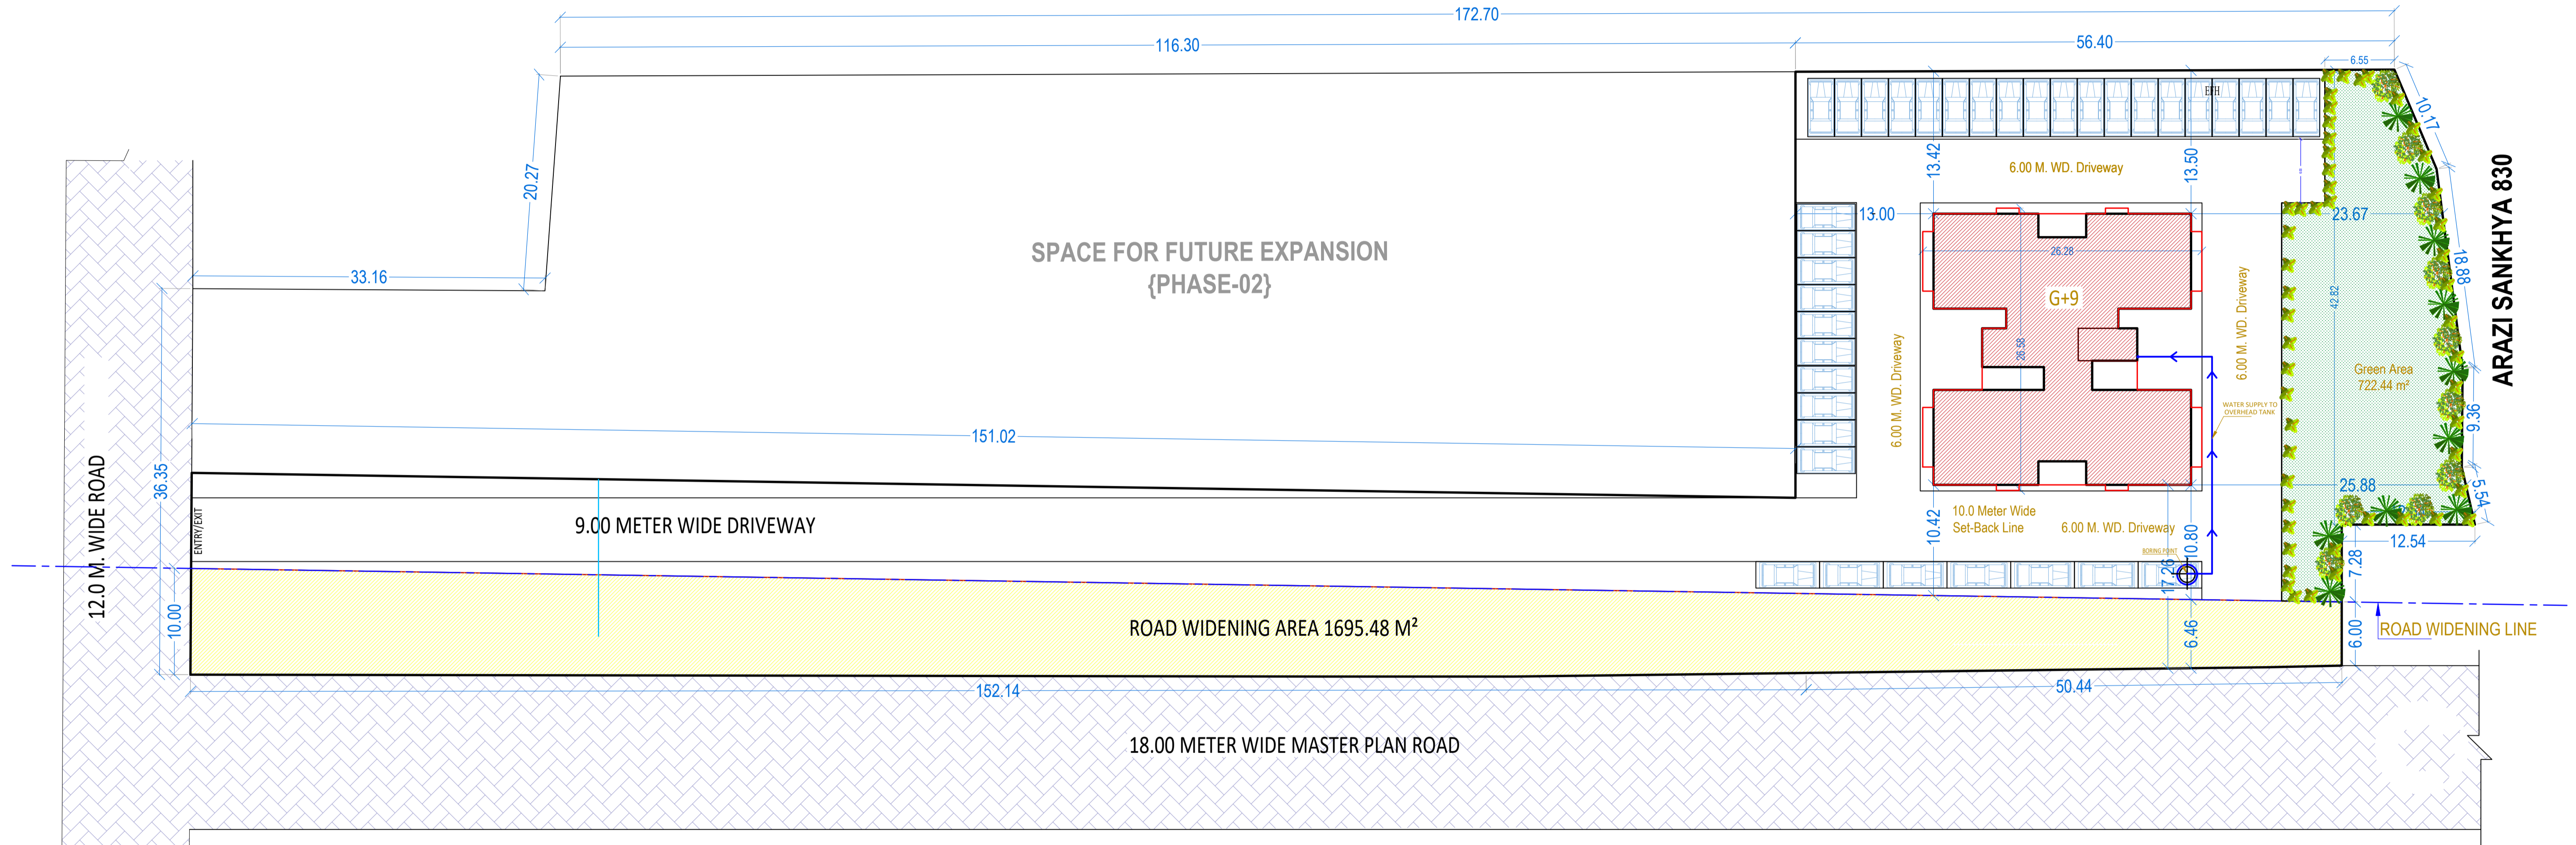 172.70
116.30
56.40
6.55
10.17
20.27
13.42
13.50
EFH
6.00 M. WD. Driveway
ARAZI SANKHYA 830
13.00
23.67
33.16
SPACE FOR FUTURE EXPANSION
{PHASE-02}
26.28
18.88
G+9
42.82
6.00 M. WD. Driveway
26.58
6.00 M. WD. Driveway
Green Area
722.44 m²
WATER SUPPLY TO
OVERHEAD TANK
9.36
151.02
36.35
12.0 M. WIDE ROAD
25.88
5.54
ENTRY/EXIT
9.00 METER WIDE DRIVEWAY
10.42
10.0 Meter Wide
Set-Back Line
6.00 M. WD. Driveway
10.80
12.54
BORING POINT
7.28
17.26
10.00
ROAD WIDENING AREA 1695.48 M²
6.46
6.00
ROAD WIDENING LINE
152.14
50.44
18.00 METER WIDE MASTER PLAN ROAD